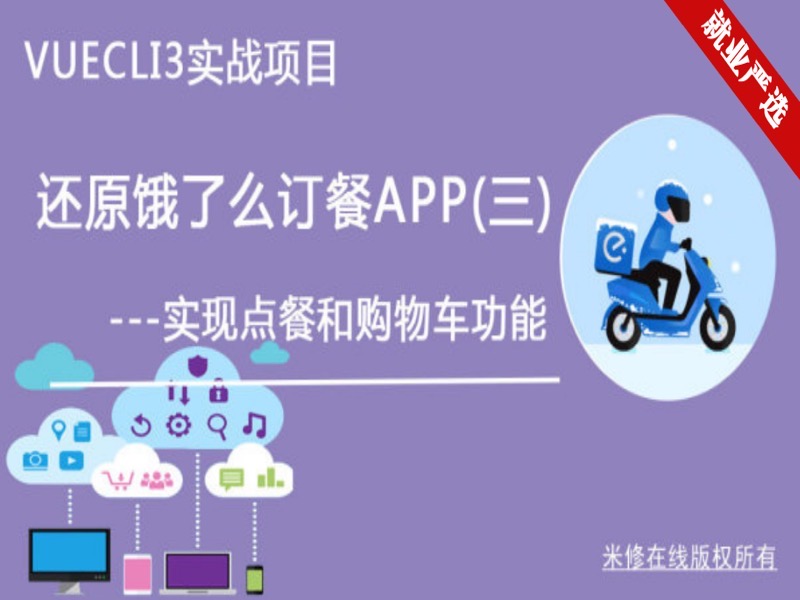 VUECLI3实战项目
就业严选
还原饿了么订餐APP(三)
---实现点餐和购物车功能
米修在线版权所有